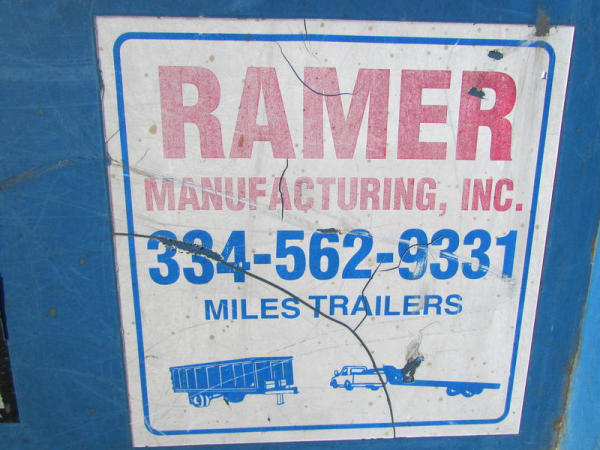 RAMER
MANUFACTURING, INC.
334-562-9331
MILES TRAILERS